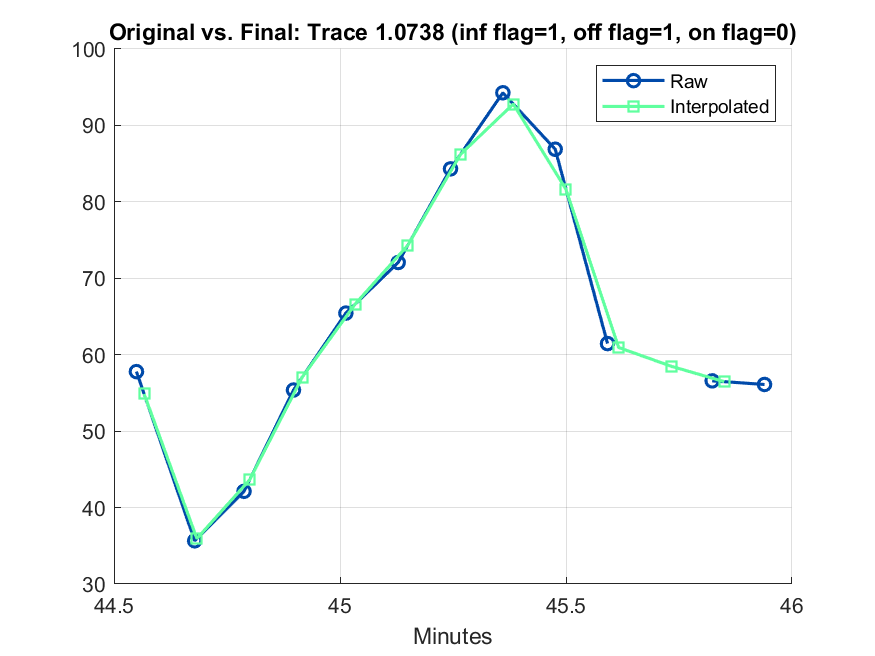 Original vs. Final: Trace 1.0738 (inf flag=1, off flag=1, on flag=0)
100
90
80
70
60
50
40
30
Raw
Interpolated
44.5 45 45.5 46
Minutes